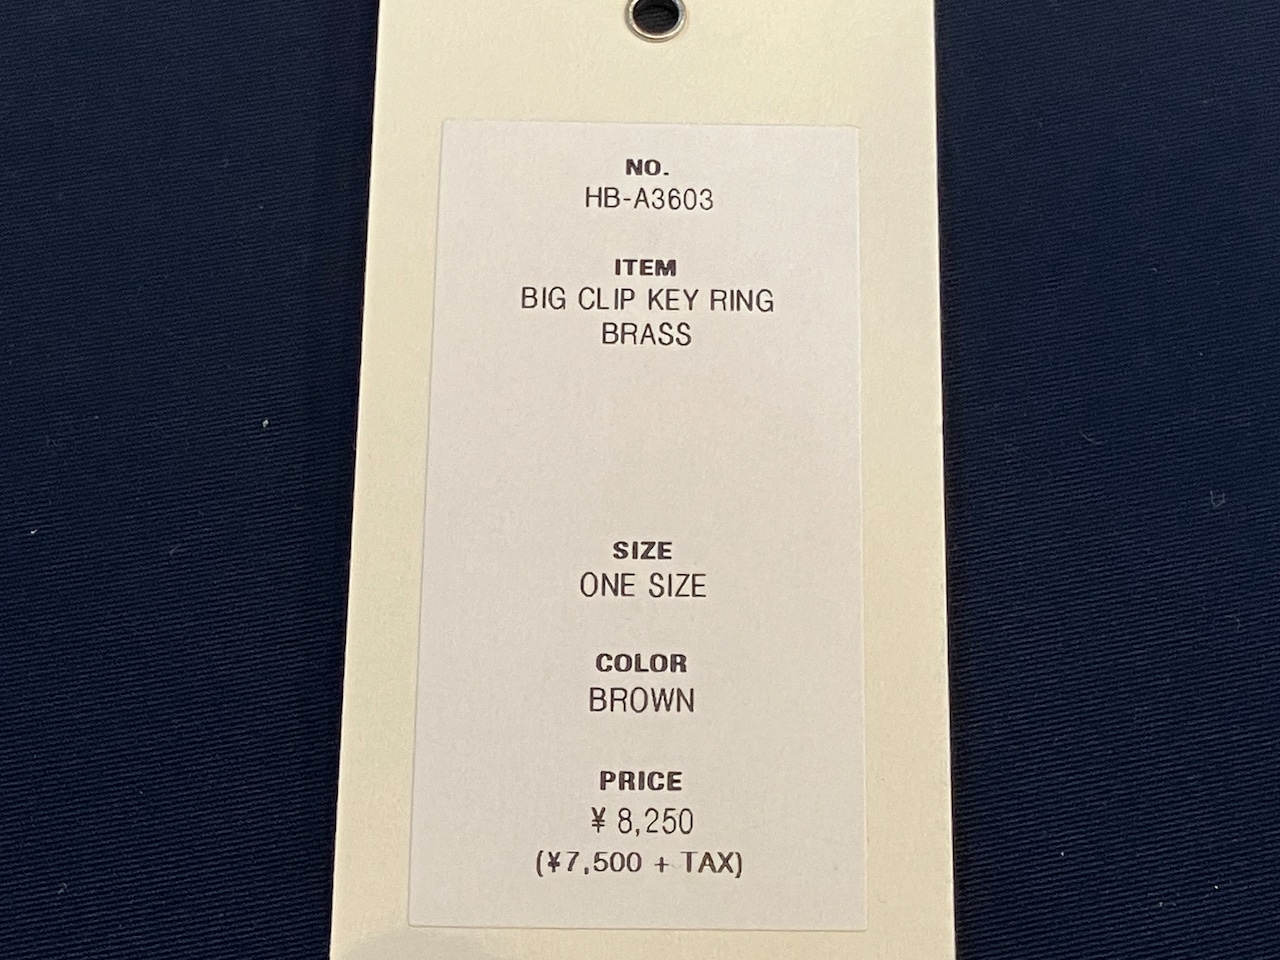 NO.
HB-A3603
ITEM
BIG CLIP KEY RING
BRASS
SIZE
ONE SIZE
COLOR
BROWN
PRICE
¥ 8,250
(¥7,500 + TAX)